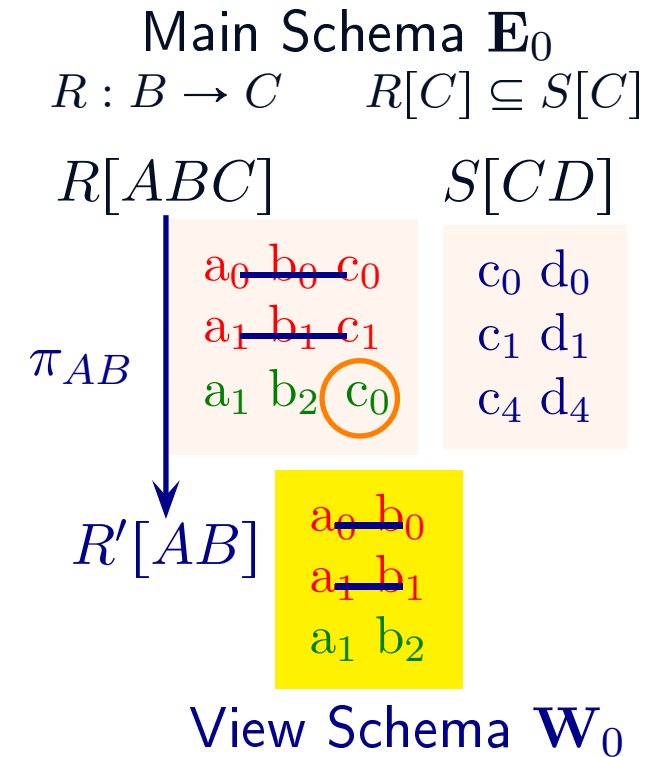 Main Schema E₀
R : B → C R[C] ⊆ S[C]
R[ABC] S[CD]
a₀ b₀ c₀ c₀ d₀
a₁ b₁ c₁ c₁ d₁
π_AB
a₁ b₂ c₀ c₄ d₄
a₀ b₀
R′[AB]
a₁ b₁
a₁ b₂
View Schema W₀